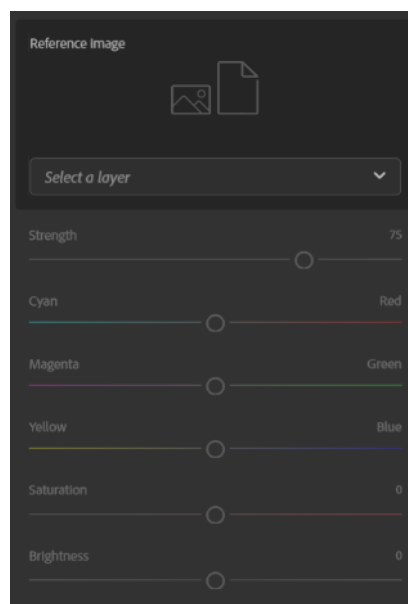 Reference Image
Select a layer
Strength 75
Cyan Red
Magenta Green
Yellow Blue
Saturation 0
Brightness 0